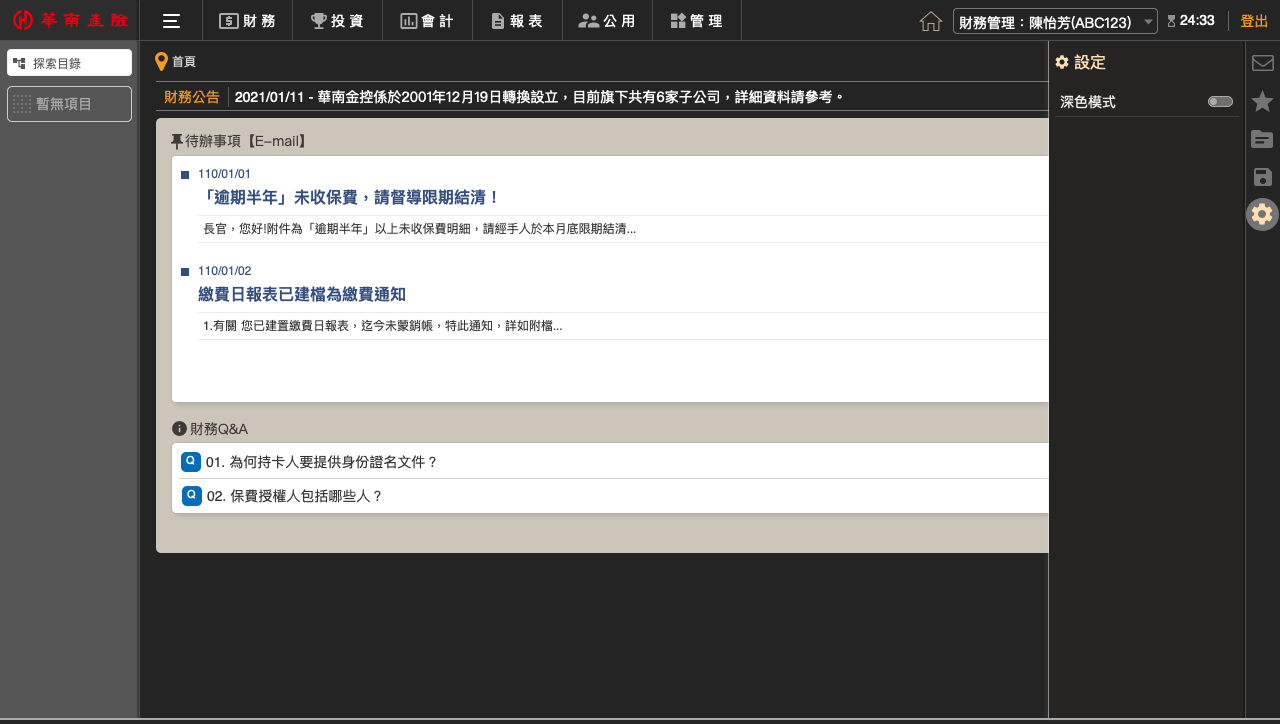 華南產險
財務
投資
會計
報表
公用
管理
財務管理：陳怡芳(ABC123)
24:33
登出
探索目錄
暫無項目
首頁
財務公告
2021/01/11 - 華南金控係於2001年12月19日轉換設立，目前旗下共有6家子公司，詳細資料請參考。
待辦事項【E-mail】
110/01/01
「逾期半年」未收保費，請督導限期結清！
長官，您好!附件為「逾期半年」以上未收保費明細，請經手人於本月底限期結清...
110/01/02
繳費日報表已建檔為繳費通知
1.有關 您已建置繳費日報表，迄今未蒙銷帳，特此通知，詳如附檔...
財務Q&A
Q 01. 為何持卡人要提供身份證名文件？
Q 02. 保費授權人包括哪些人？
設定
深色模式